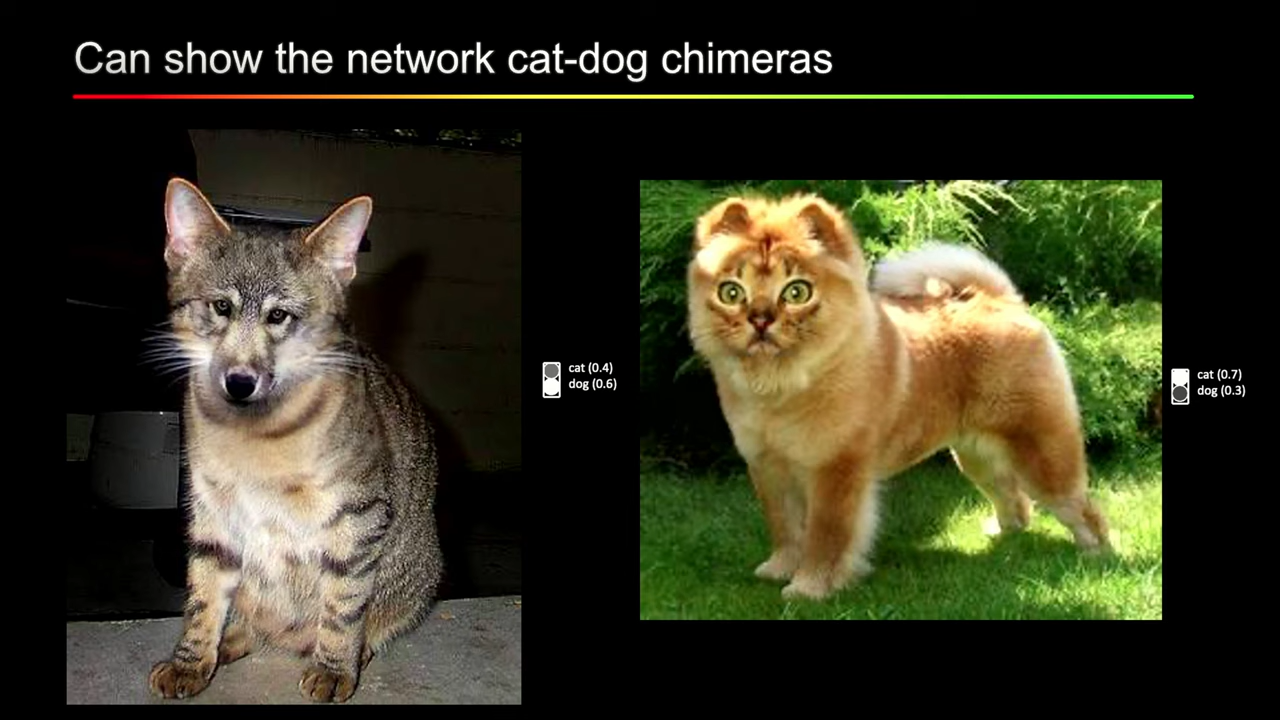 Can show the network cat-dog chimeras
cat (0.4)
dog (0.6)
cat (0.7)
dog (0.3)